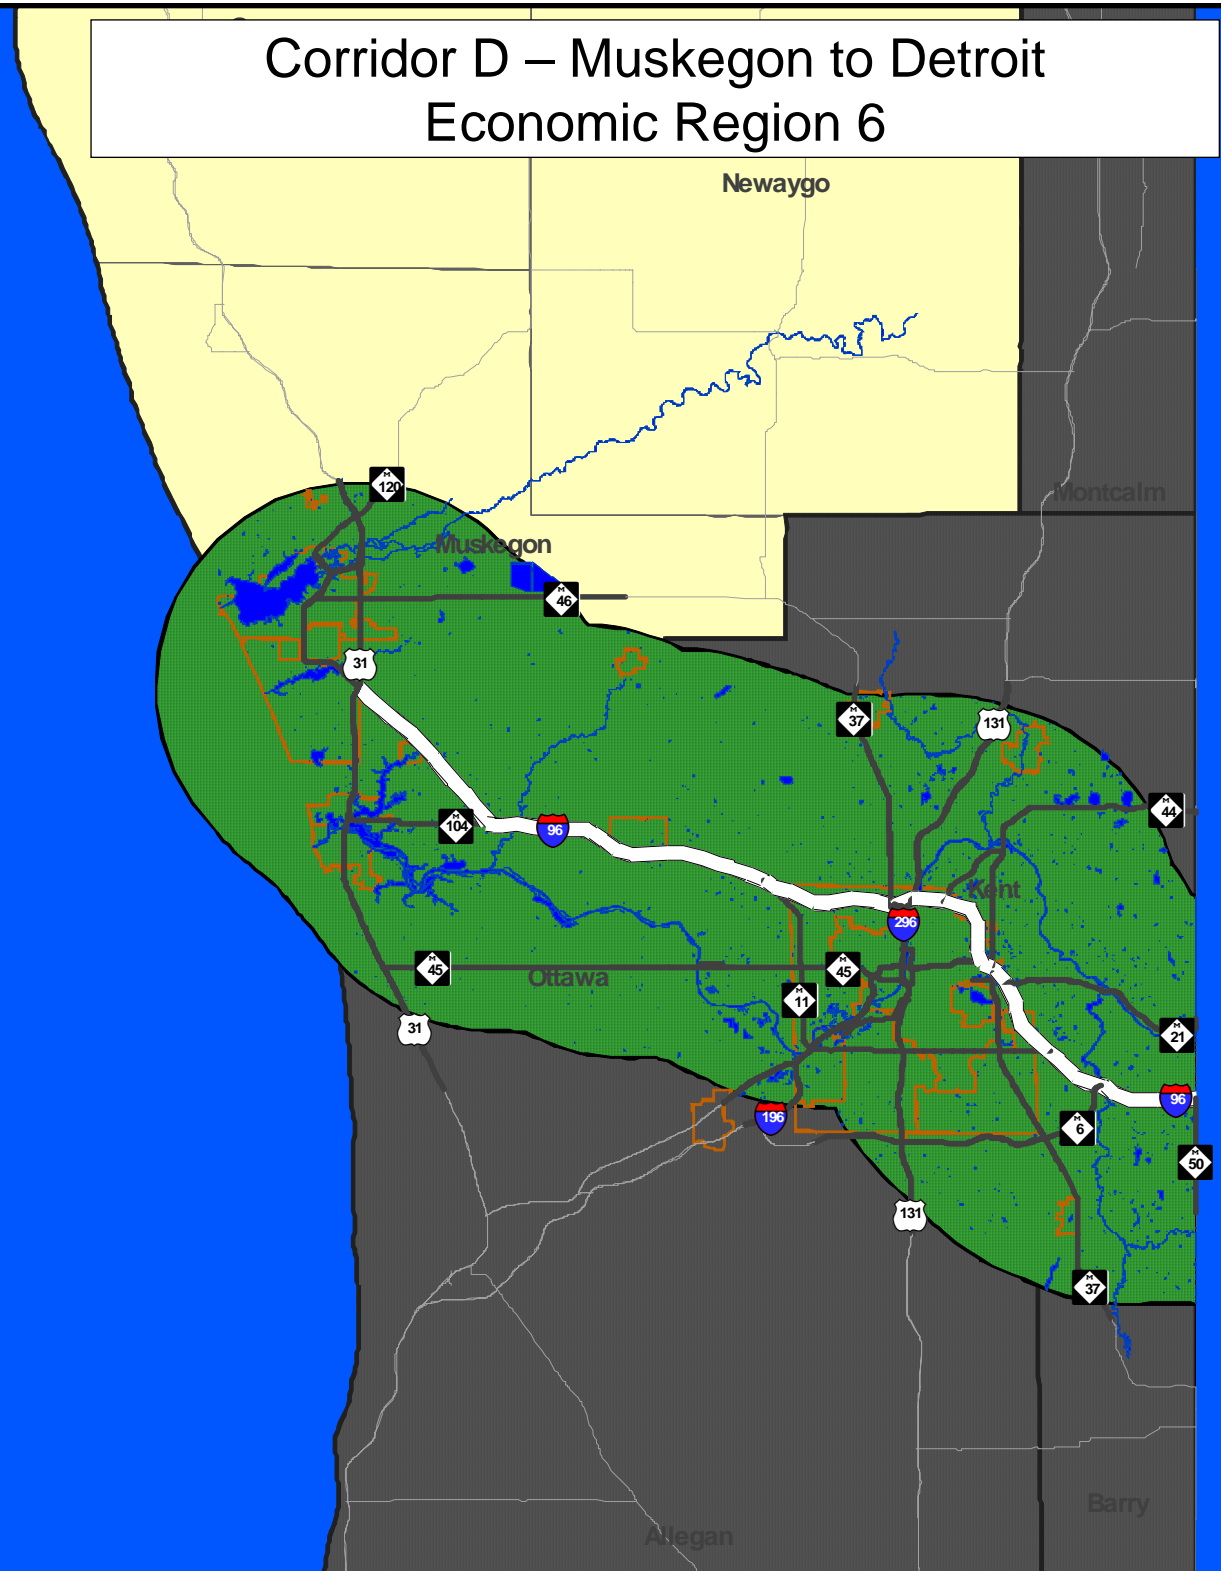 Corridor D – Muskegon to Detroit
Economic Region 6
Newaygo
Montcalm
M
120
Muskegon
M
46
31
M
37
131
M
44
M
104
96
Kent
296
M
45
Ottawa
M
45
M
11
31
M
21
196
96
M
6
M
50
131
M
37
Barry
Allegan